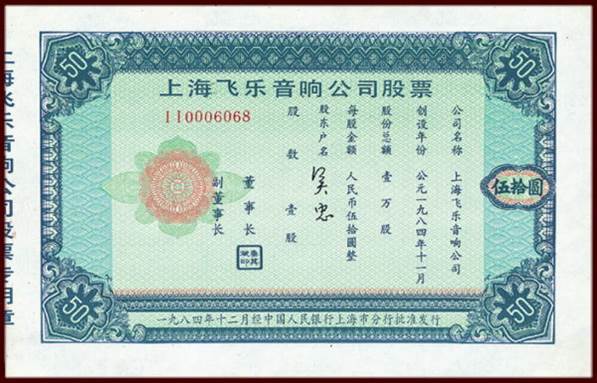 50
50
上海飞乐音响公司股票
II0006068
公司名称 上海飞乐音响公司
创设年份 公元一九八四年十一月
股份总额 壹万股
每股金额 人民币伍拾圆整
股东户名 吴忠
股数 壹股
董事长
副董事长
伍拾圆
上海飞乐音响公司股票专用章
50
50
一九八四年十二月经中国人民银行上海市分行批准发行